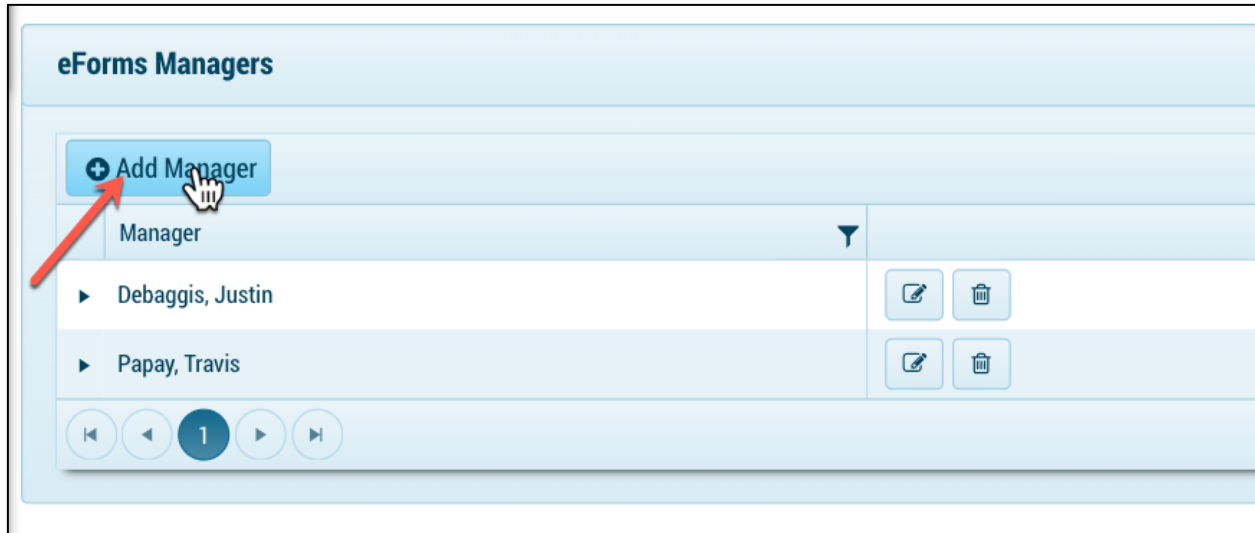 eForms Managers
Add Manager
Manager
Debaggis, Justin
Papay, Travis
1